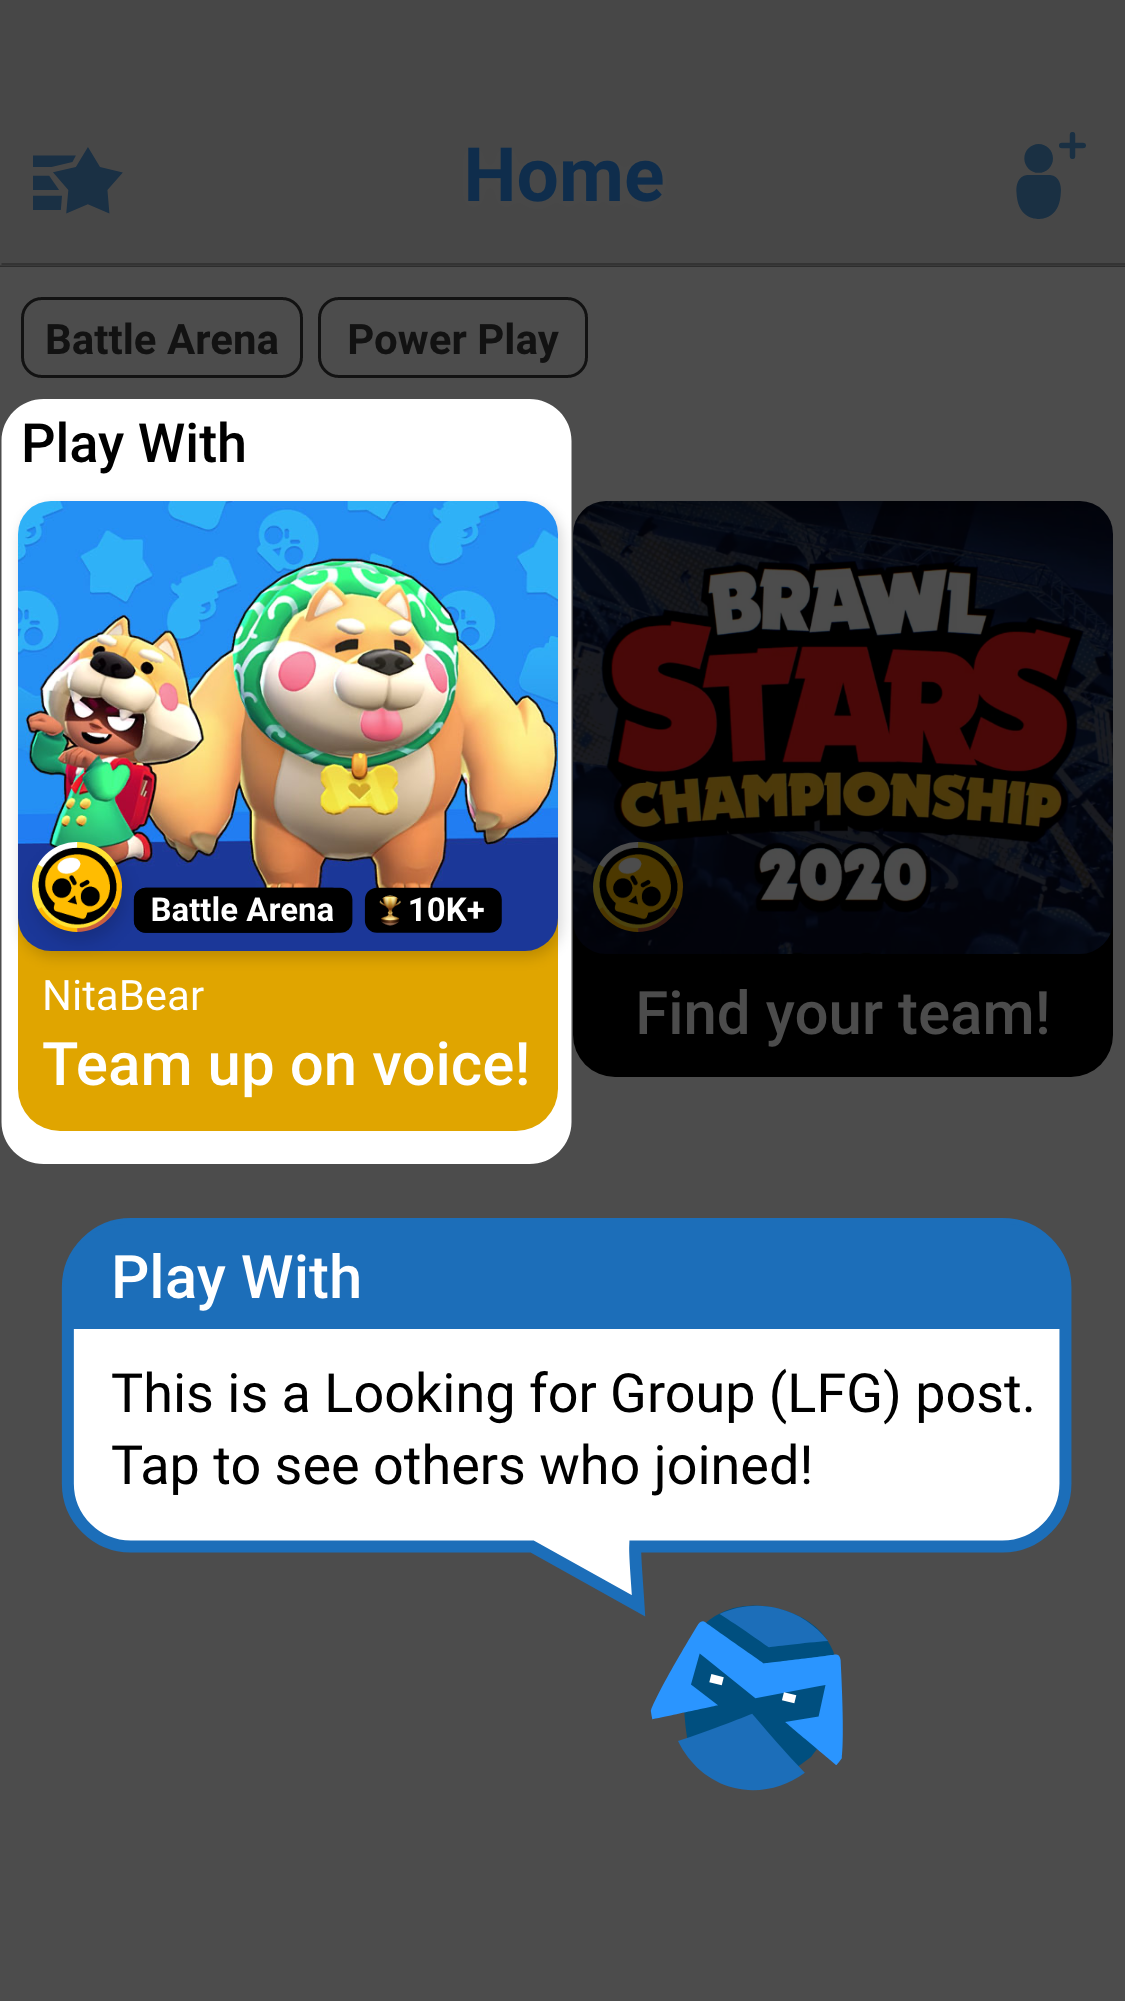 Home
Battle Arena
Power Play
Play With
Battle Arena
10K+
NitaBear
Team up on voice!
BRAWL
STARS
CHAMPIONSHIP
2020
Find your team!
Play With
This is a Looking for Group (LFG) post.
Tap to see others who joined!